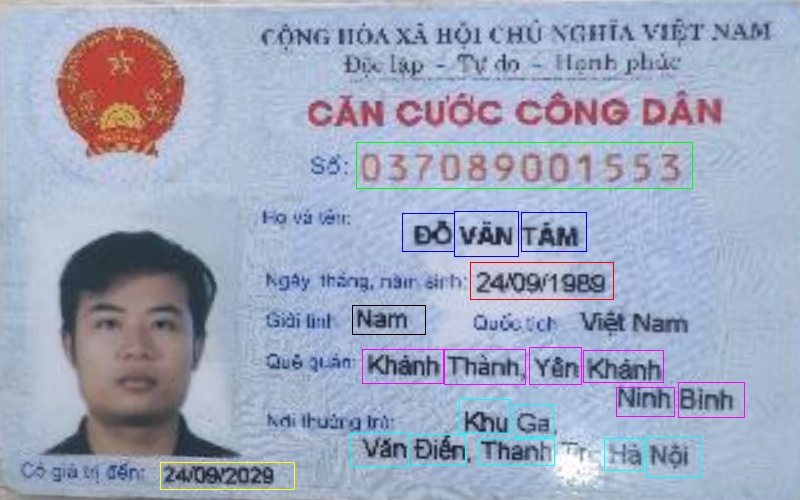 CỘNG HÒA XÃ HỘI CHỦ NGHĨA VIỆT NAM
Độc lập - Tự do - Hạnh phúc
CĂN CƯỚC CÔNG DÂN
Số: 037089001553
Họ và tên: ĐỖ VĂN TÂM
Ngày, tháng, năm sinh: 24/09/1989
Giới tính: Nam Quốc tịch Việt Nam
Quê quán: Khánh Thành, Yên Khánh
Ninh Bình
Nơi thường trú: Khu Ga,
Văn Điển, Thanh Hà Nội
Có giá trị đến: 24/09/2029